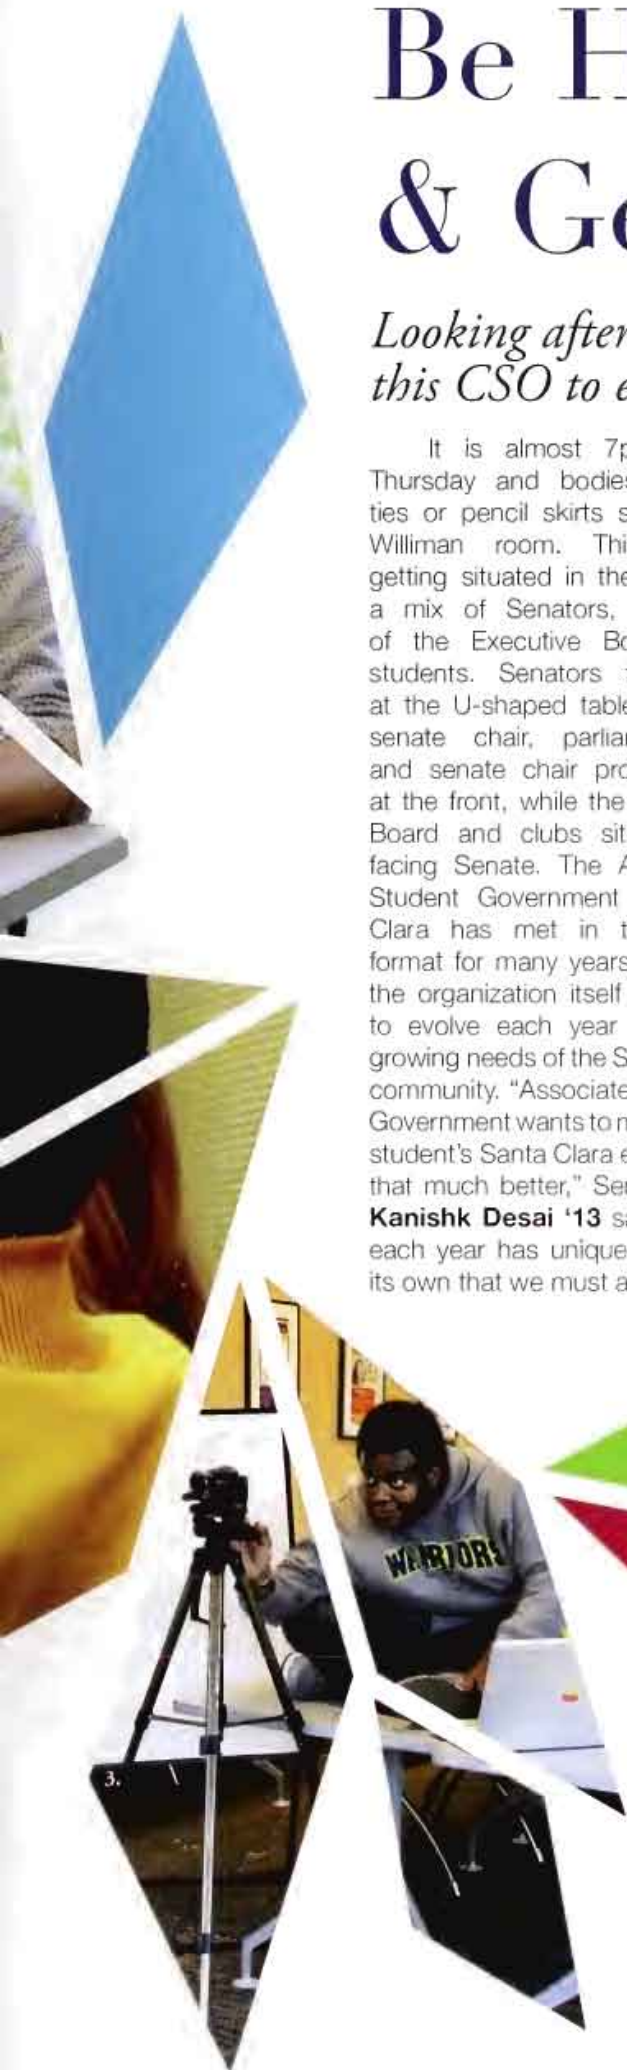 Be H
& Ge
Looking after
this CSO to e
It is almost 7p
Thursday and bodies
ties or pencil skirts s
Williman room. Thi
getting situated in the
a mix of Senators,
of the Executive Bo
students. Senators
at the U-shaped table
senate chair, parliar
and senate chair pro
at the front, while the
Board and clubs sit
facing Senate. The A
Student Government
Clara has met in t
format for many years
the organization itself
to evolve each year
growing needs of the S
community. “Associate
Government wants to n
student’s Santa Clara e
that much better,” Ser
Kanishk Desai ‘13 sa
each year has unique
its own that we must a
WARRIORS
3.